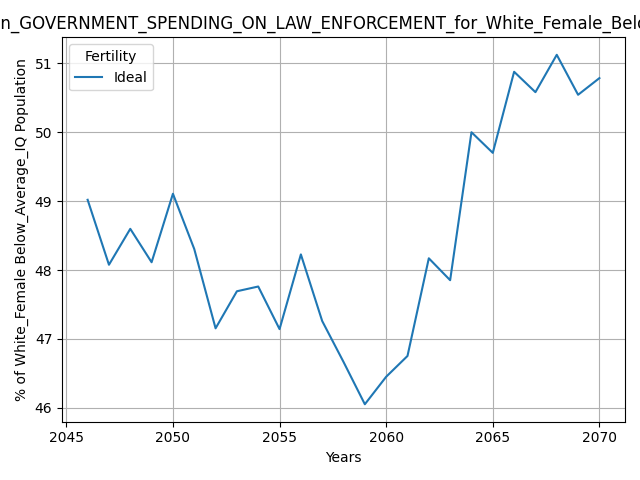 n_GOVERNMENT_SPENDING_ON_LAW_ENFORCEMENT_for_White_Female_Belo
Fertility
Ideal
% of White_Female Below_Average_IQ Population
51
50
49
48
47
46
2045 2050 2055 2060 2065 2070
Years